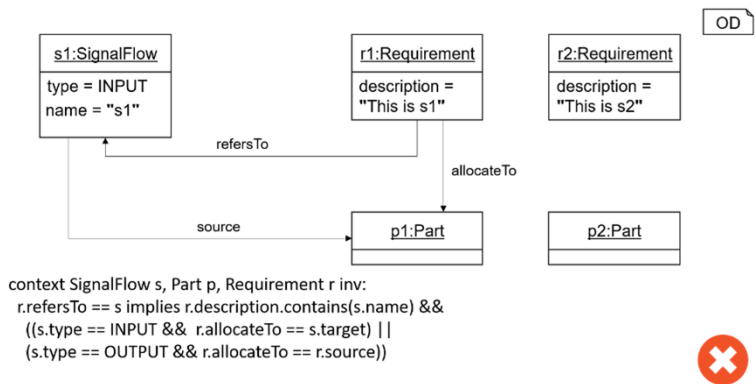 OD
s1:SignalFlow
type = INPUT
name = "s1"
r1:Requirement
description =
"This is s1"
r2:Requirement
description =
"This is s2"
refersTo
allocateTo
source
p1:Part
p2:Part
context SignalFlow s, Part p, Requirement r inv:
r.refersTo == s implies r.description.contains(s.name) &&
((s.type == INPUT && r.allocateTo == s.target) ||
(s.type == OUTPUT && r.allocateTo == r.source))